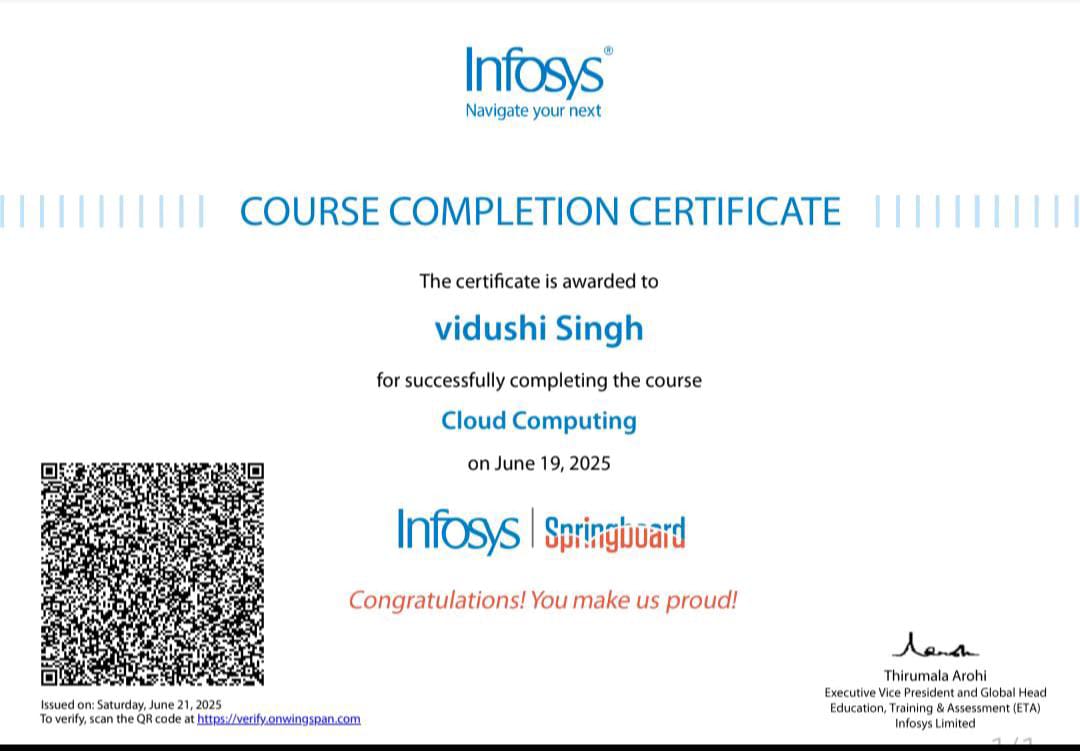 Infosys®
Navigate your next
COURSE COMPLETION CERTIFICATE
The certificate is awarded to
vidushi Singh
for successfully completing the course
Cloud Computing
on June 19, 2025
Infosys | Springboard
Congratulations! You make us proud!
Thirumala Arohi
Executive Vice President and Global Head
Education, Training & Assessment (ETA)
Infosys Limited
Issued on: Saturday, June 21, 2025
To verify, scan the QR code at https://verify.onwingspan.com